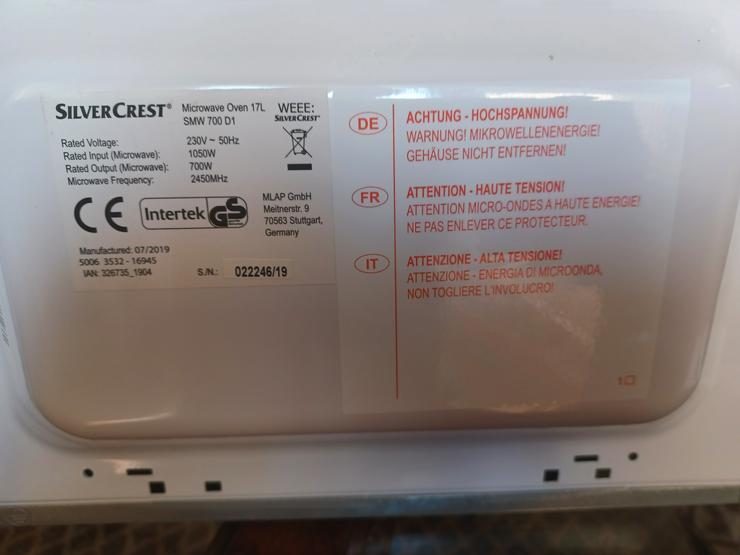 SILVERCREST®
Microwave Oven 17L
SMW 700 D1
WEEE:
SILVERCREST®
Rated Voltage: 230V ~ 50Hz
Rated Input (Microwave): 1050W
Rated Output (Microwave): 700W
Microwave Frequency: 2450MHz
CE
Intertek GS
MLAP GmbH
Meitnerstr. 9
70563 Stuttgart,
Germany
Manufactured: 07/2019
5006 3532 - 16945
IAN: 326735_1904
S./N.: 022246/19
DE
ACHTUNG - HOCHSPANNUNG!
WARNUNG! MIKROWELLENENERGIE!
GEHÄUSE NICHT ENTFERNEN!
FR
ATTENTION - HAUTE TENSION!
ATTENTION MICRO-ONDES A HAUTE ENERGIE!
NE PAS ENLEVER CE PROTECTEUR.
IT
ATTENZIONE - ALTA TENSIONE!
ATTENZIONE - ENERGIA DI MICROONDA,
NON TOGLIERE L'INVOLUCRO!
1